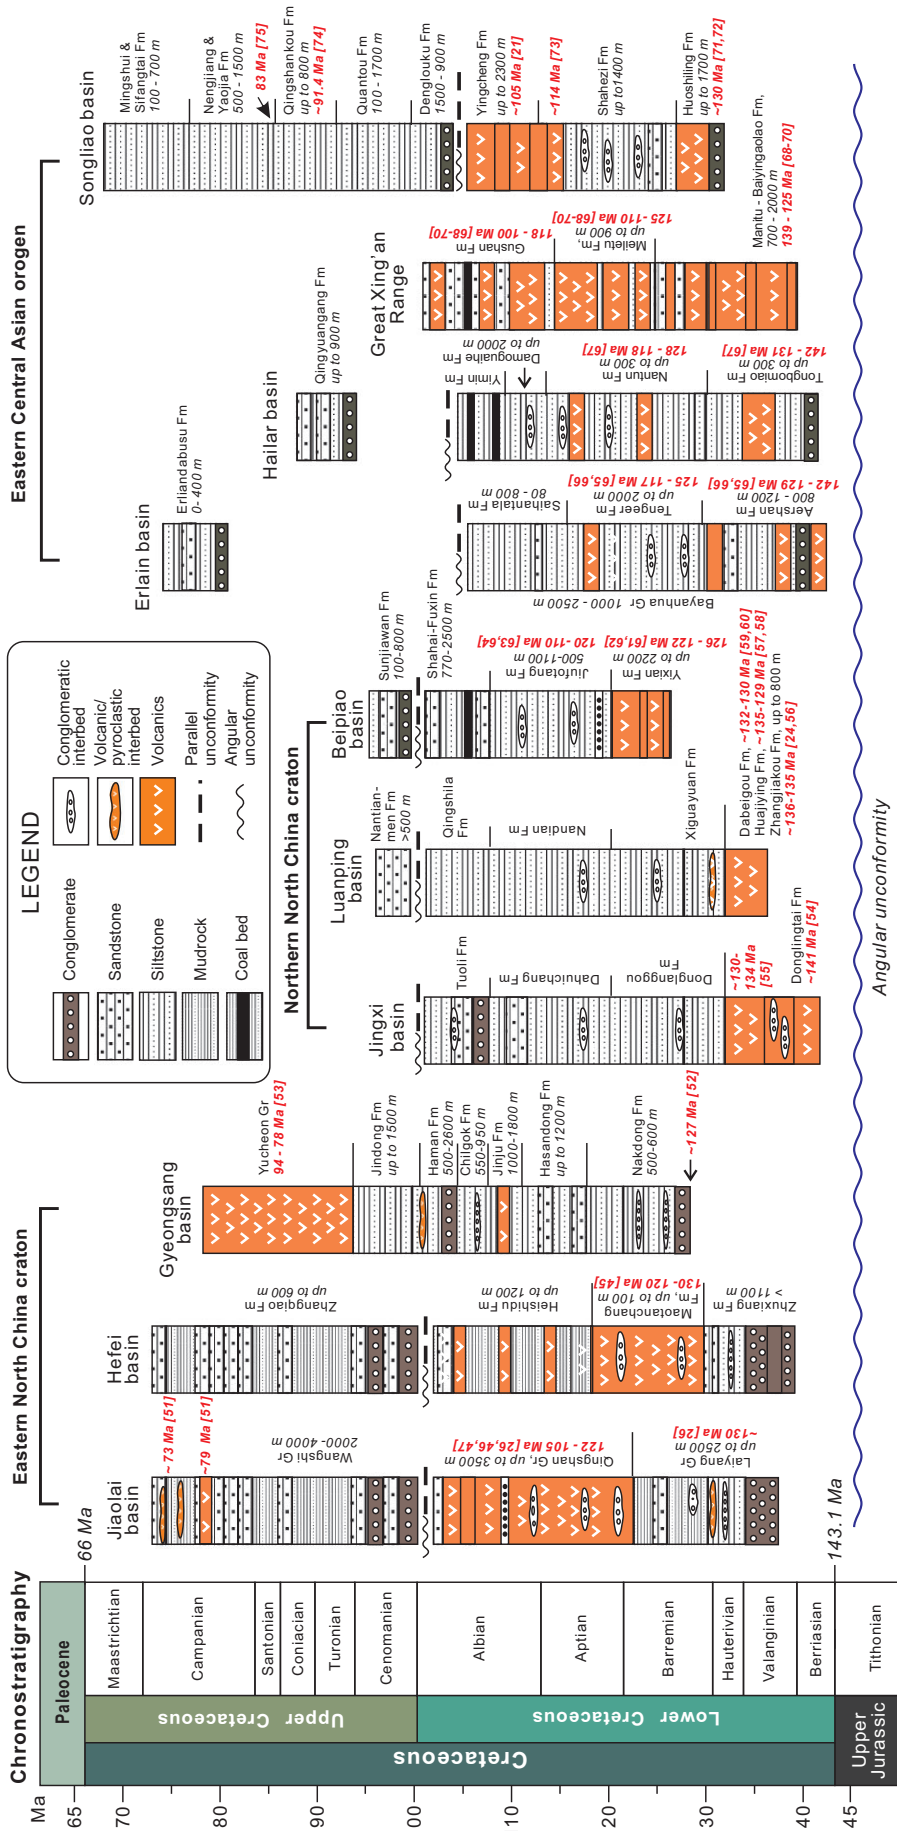 Chronostratigraphy
Ma
65
70
80
90
00
10
20
30
40
45
Paleocene
Cretaceous
Upper Cretaceous
Lower Cretaceous
Upper
Jurassic
Maastrichtian
Campanian
Santonian
Coniacian
Turonian
Cenomanian
Albian
Aptian
Barremian
Hauterivian
Valanginian
Berriasian
Tithonian
66 Ma
143.1 Ma
Eastern North China craton
Jiaolai
basin
~73 Ma [51]
~79 Ma [51]
Wangshi Gr
2000-4000 m
Qingshan Gr, up to 3500 m
122 - 105 Ma [26,46,47]
Laiyang Gr
up to 2500 m
~130 Ma [26]
Hefei
basin
Zhangqiao Fm
up to 600 m
Heishidu Fm
up to 1200 m
Maotanchang
Fm, up to 100 m
130- 120 Ma [45]
Zhuxiang Fm
> 1100 m
Gyeongsang
basin
Yucheon Gr
94 - 78 Ma [53]
Jindong Fm
up to 1500 m
Haman Fm
500-2600 m
Chilgok Fm
550-950 m
Jinju Fm
1000-1800 m
Hasandong Fm
up to 1200 m
Nakdong Fm
500-600 m
~127 Ma [52]
LEGEND
Conglomerate
Sandstone
Siltstone
Mudrock
Coal bed
Conglomeratic
interbed
Volcanic/
pyroclastic
interbed
Volcanics
Parallel
unconformity
Angular
unconformity
Northern North China craton
Jingxi
basin
Tuoli Fm
Dahuichang Fm
Donglanggou
Fm
~130-
134 Ma
[55]
Donglingtai Fm
~141 Ma [54]
Luanping
basin
Nantian-
men Fm
>500 m
Qingshila
Fm
Nandian Fm
Xiguayuan Fm
Dabeigou Fm, ~132-130 Ma [59,60]
Huajiying Fm, ~135-129 Ma [57,58]
Zhangjiakou Fm, up to 800 m
~136-135 Ma [24,56]
Beipiao
basin
Sunjiawan Fm
100-800 m
Shahai-Fuxin Fm
770-2500 m
Jiufotang Fm
500-1100 m
120 -110 Ma [63,64]
Yixian Fm
up to 2200 m
126 - 122 Ma [61,62]
Eastern Central Asian orogen
Erlain basin
Erliandabusu Fm
0- 400 m
Bayanhua Gr 1000 - 2500 m
Saihantala Fm
80 - 800 m
Tengeer Fm
up to 2000 m
125 - 117 Ma [65,66]
Aershan Fm
800 -1200 m
142 - 129 Ma [65,66]
Hailar basin
Qingyuangang Fm
up to 900 m
Yimin Fm
Damoguaihe Fm
up to 2000 m
Nantun Fm
up to 300 m
128 - 118 Ma [67]
Tongbomiao Fm
up to 300 m
142 - 131 Ma [67]
Great Xing'an
Range
Gushan Fm
118 - 100 Ma [68-70]
Meiletu Fm,
up to 900 m
125 -110 Ma [68-70]
Manitu - Baiyingaolao Fm,
700 - 2000 m
139 - 125 Ma [68-70]
Songliao basin
Mingshui &
Sifangtai Fm
100 - 700 m
Nengjiang &
Yaojia Fm
500 - 1500 m
83 Ma [75]
Qingshankou Fm
up to 800 m
~91.4 Ma [74]
Quantou Fm
100 -1700 m
Denglouku Fm
1500 - 900 m
Yingcheng Fm
up to 2300 m
~105 Ma [21]
~114 Ma [73]
Shahezi Fm
up to1400 m
Huoshiling Fm
up to 1700 m
~130 Ma [71,72]
Angular unconformity